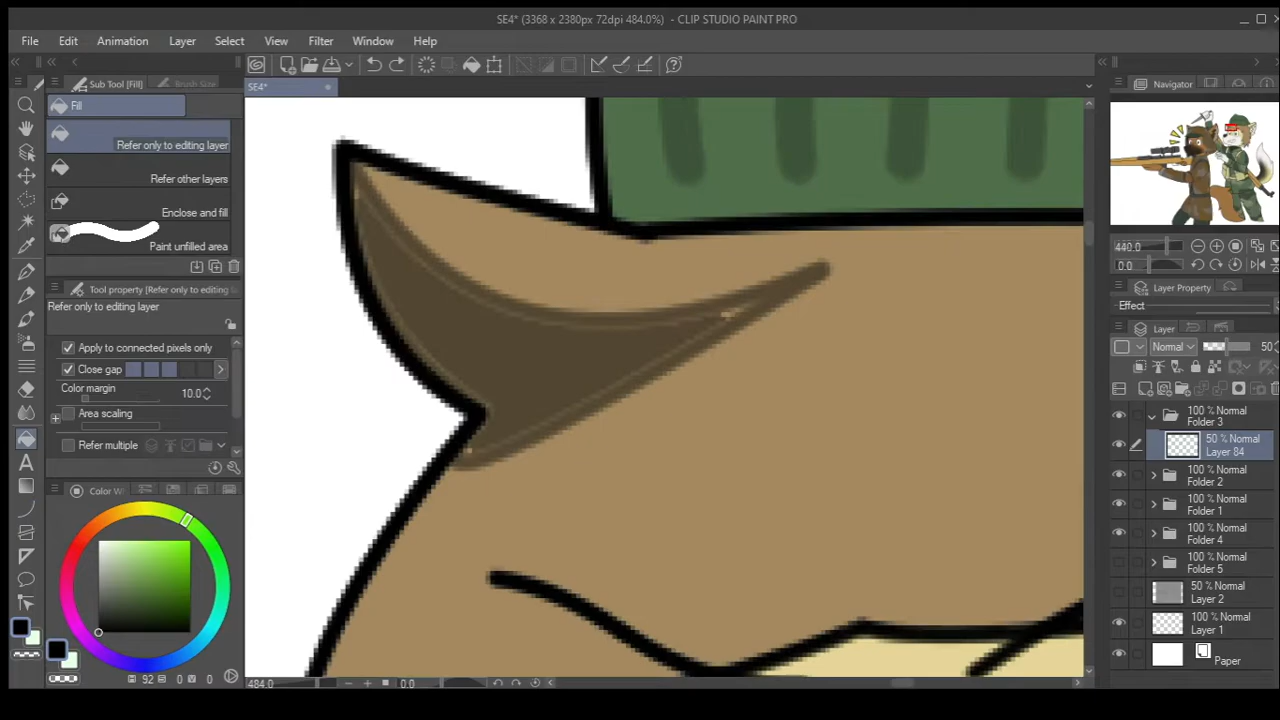 SE4* (3368 x 2380px 72dpi 484.0%) - CLIP STUDIO PAINT PRO
File Edit Animation Layer Select View Filter Window Help
Sub Tool [Fill] Brush Size
SE4*
Navigator
Fill
Refer only to editing layer
Refer other layers
Enclose and fill
Paint unfilled area
440.0
0.0
Tool property [Refer only to editing
Layer Property
Refer only to editing layer
Effect
Layer
Apply to connected pixels only
Normal 50
Close gap
Color margin
10.0
Area scaling
Refer multiple
100 % Normal
Folder 3
50 % Normal
Layer 84
100 % Normal
Folder 2
100 % Normal
Folder 1
100 % Normal
Folder 4
100 % Normal
Folder 5
50 % Normal
Layer 2
100 % Normal
Layer 1
Paper
Color W
92 0 0
484.0 0.0